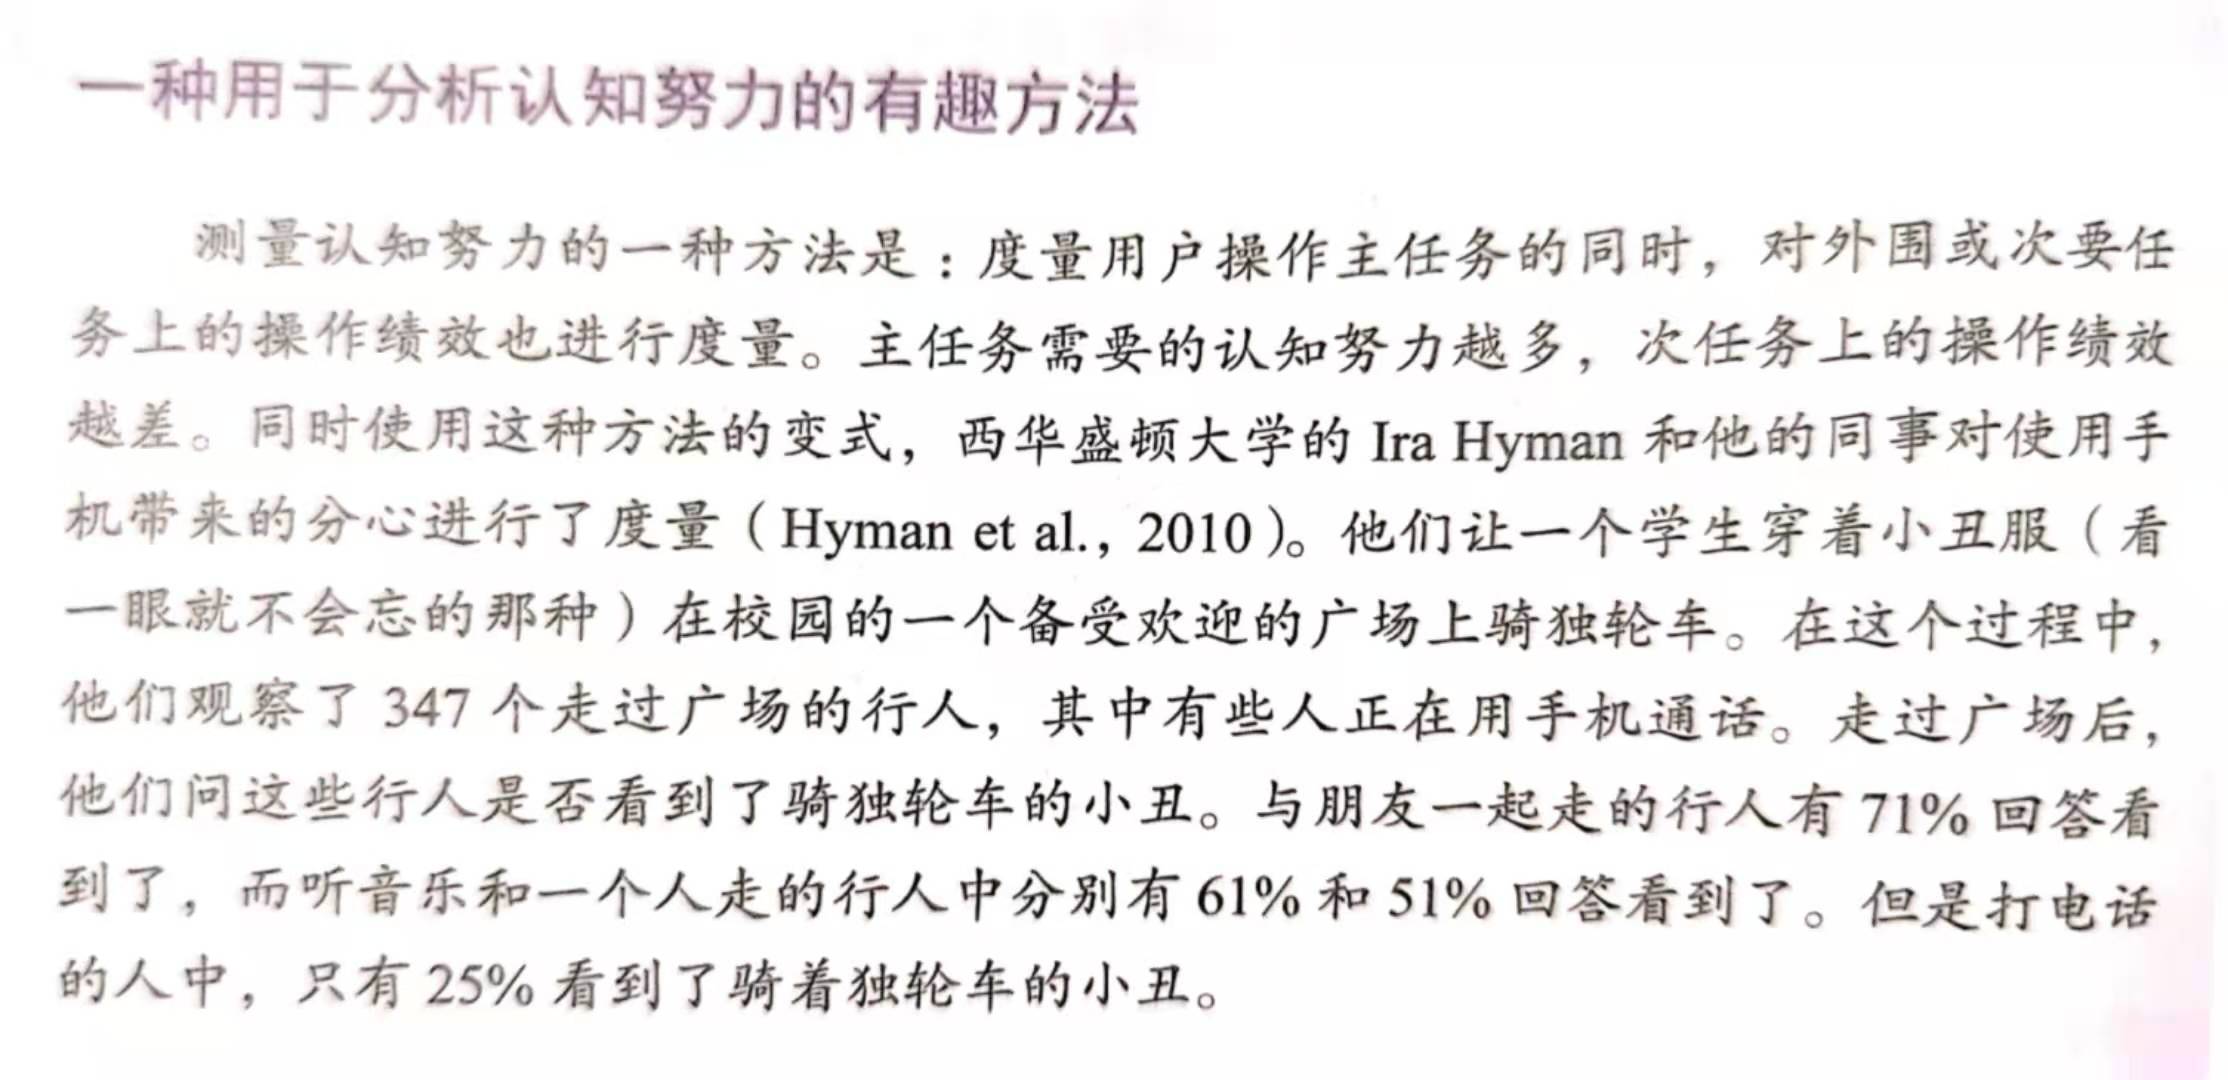 一种用于分析认知努力的有趣方法
测量认知努力的一种方法是：度量用户操作主任务的同时，对外围或次要任
务上的操作绩效也进行度量。主任务需要的认知努力越多，次任务上的操作绩效
越差。同时使用这种方法的变式，西华盛顿大学的 Ira Hyman 和他的同事对使用手
机带来的分心进行了度量（Hyman et al., 2010）。他们让一个学生穿着小丑服（看
一眼就不会忘的那种）在校园的一个备受欢迎的广场上骑独轮车。在这个过程中，
他们观察了 347 个走过广场的行人，其中有些人正在用手机通话。走过广场后，
他们问这些行人是否看到了骑独轮车的小丑。与朋友一起走的行人有 71% 回答看
到了，而听音乐和一个人走的行人中分别有 61% 和 51% 回答看到了。但是打电话
的人中，只有 25% 看到了骑着独轮车的小丑。